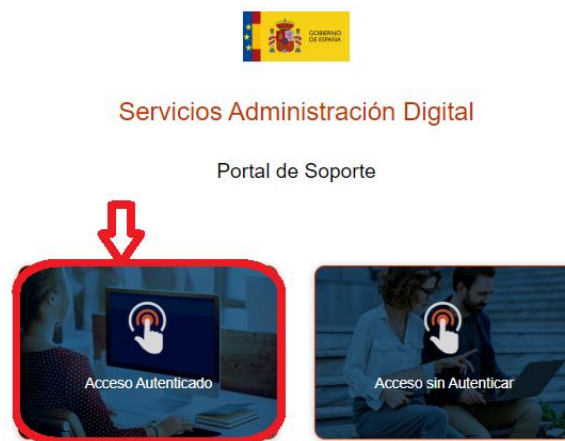 GOBIERNO
DE ESPAÑA
Servicios Administración Digital
Portal de Soporte
Acceso Autenticado
Acceso sin Autenticar